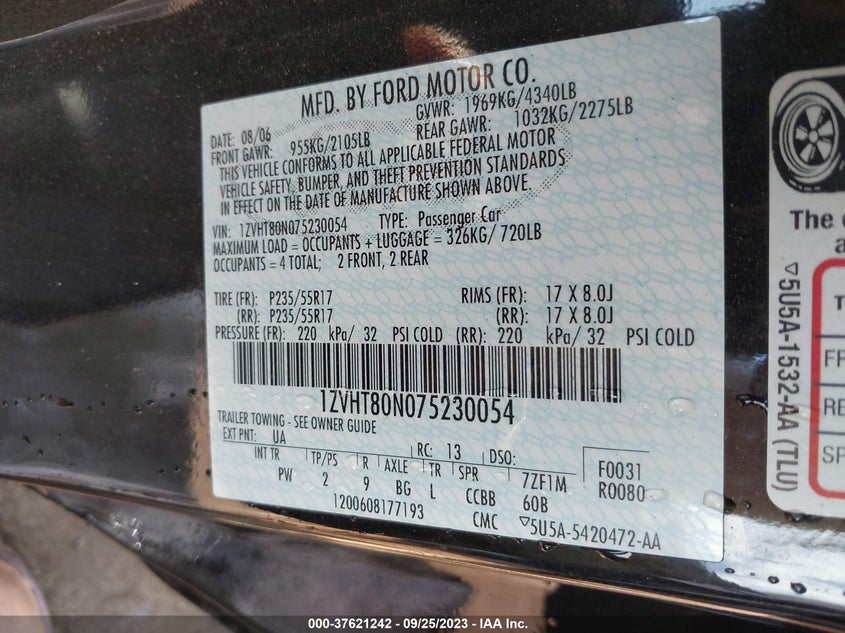 MFD. BY FORD MOTOR CO.
DATE: 08/06 GVWR: 1969KG/4340LB
FRONT GAWR: 955KG/2105LB REAR GAWR: 1032KG/2275LB
THIS VEHICLE CONFORMS TO ALL APPLICABLE FEDERAL MOTOR
VEHICLE SAFETY, BUMPER, AND THEFT PREVENTION STANDARDS
IN EFFECT ON THE DATE OF MANUFACTURE SHOWN ABOVE.
VIN: 1ZVHT80N075230054 TYPE: Passenger Car
MAXIMUM LOAD = OCCUPANTS + LUGGAGE = 326KG/ 720LB
OCCUPANTS = 4 TOTAL; 2 FRONT, 2 REAR
TIRE (FR): P235/55R17 RIMS (FR): 17 X 8.0J
(RR): P235/55R17 (RR): 17 X 8.0J
PRESSURE (FR): 220 kPa/ 32 PSI COLD (RR): 220 kPa/ 32 PSI COLD
1ZVHT80N075230054
TRAILER TOWING - SEE OWNER GUIDE
EXT PNT: UA RC: 13 DSO:
INT TR TP/PS R AXLE TR SPR 7ZF1M F0031
PW 2 9 BG L CCBB 60B R0080
1200608177193 CMC ▽5U5A-5420472-AA
▽5U5A-1532-AA (TLU)
The
a
T
FR
RE
SP
000-37621242 - 09/25/2023 - IAA Inc.